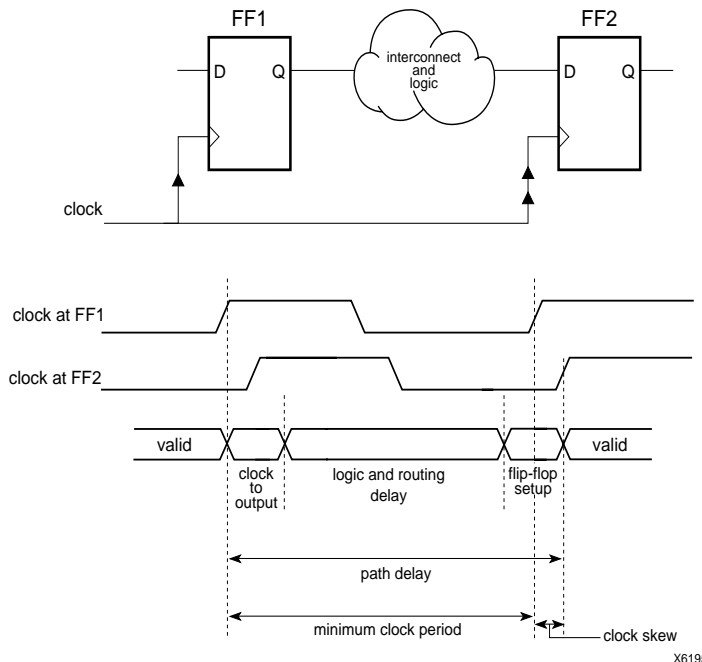 FF1
FF2
D Q
interconnect
and
logic
D Q
clock
clock at FF1
clock at FF2
valid
valid
clock
to
output
logic and routing
delay
flip-flop
setup
path delay
minimum clock period
clock skew